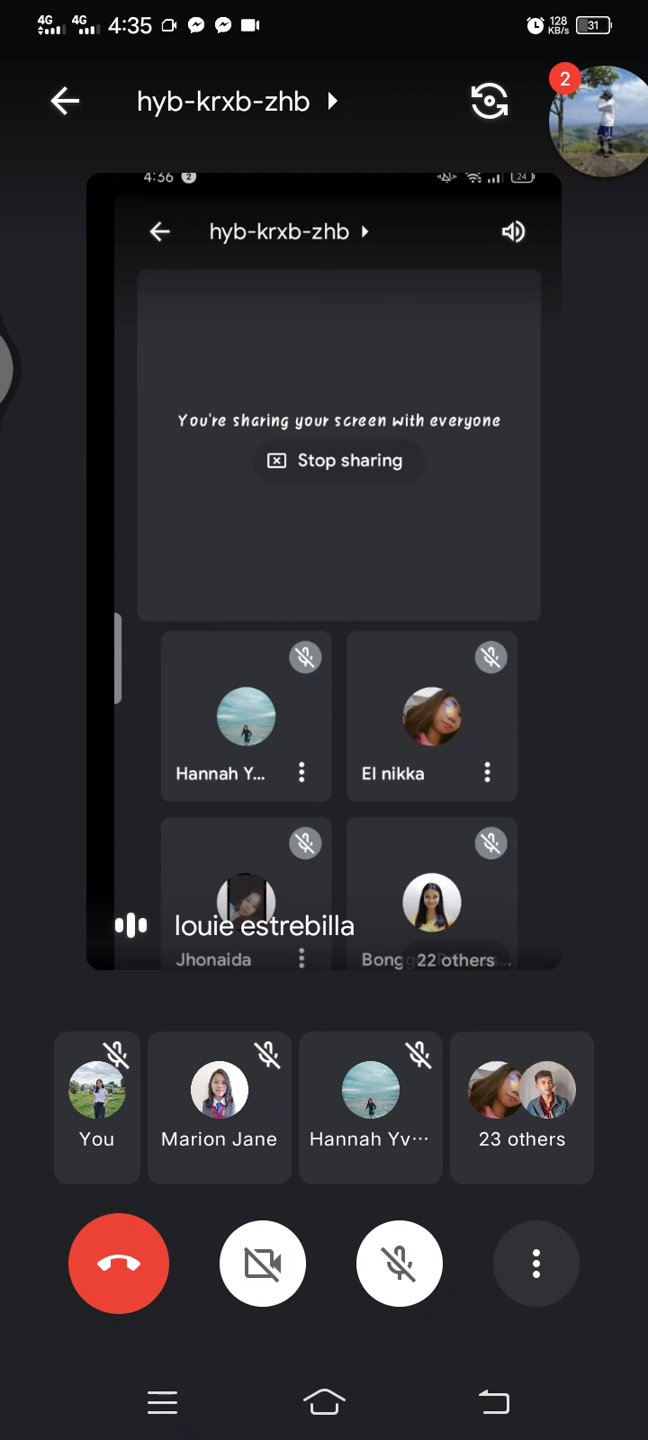 4G 4G 4:35 128 KB/s 31
hyb-krxb-zhb
2
4:36 2 24
hyb-krxb-zhb
You're sharing your screen with everyone
Stop sharing
Hannah Y... El nikka
louie estrebilla
Jhonaida 22 others
You Marion Jane Hannah Yv... 23 others